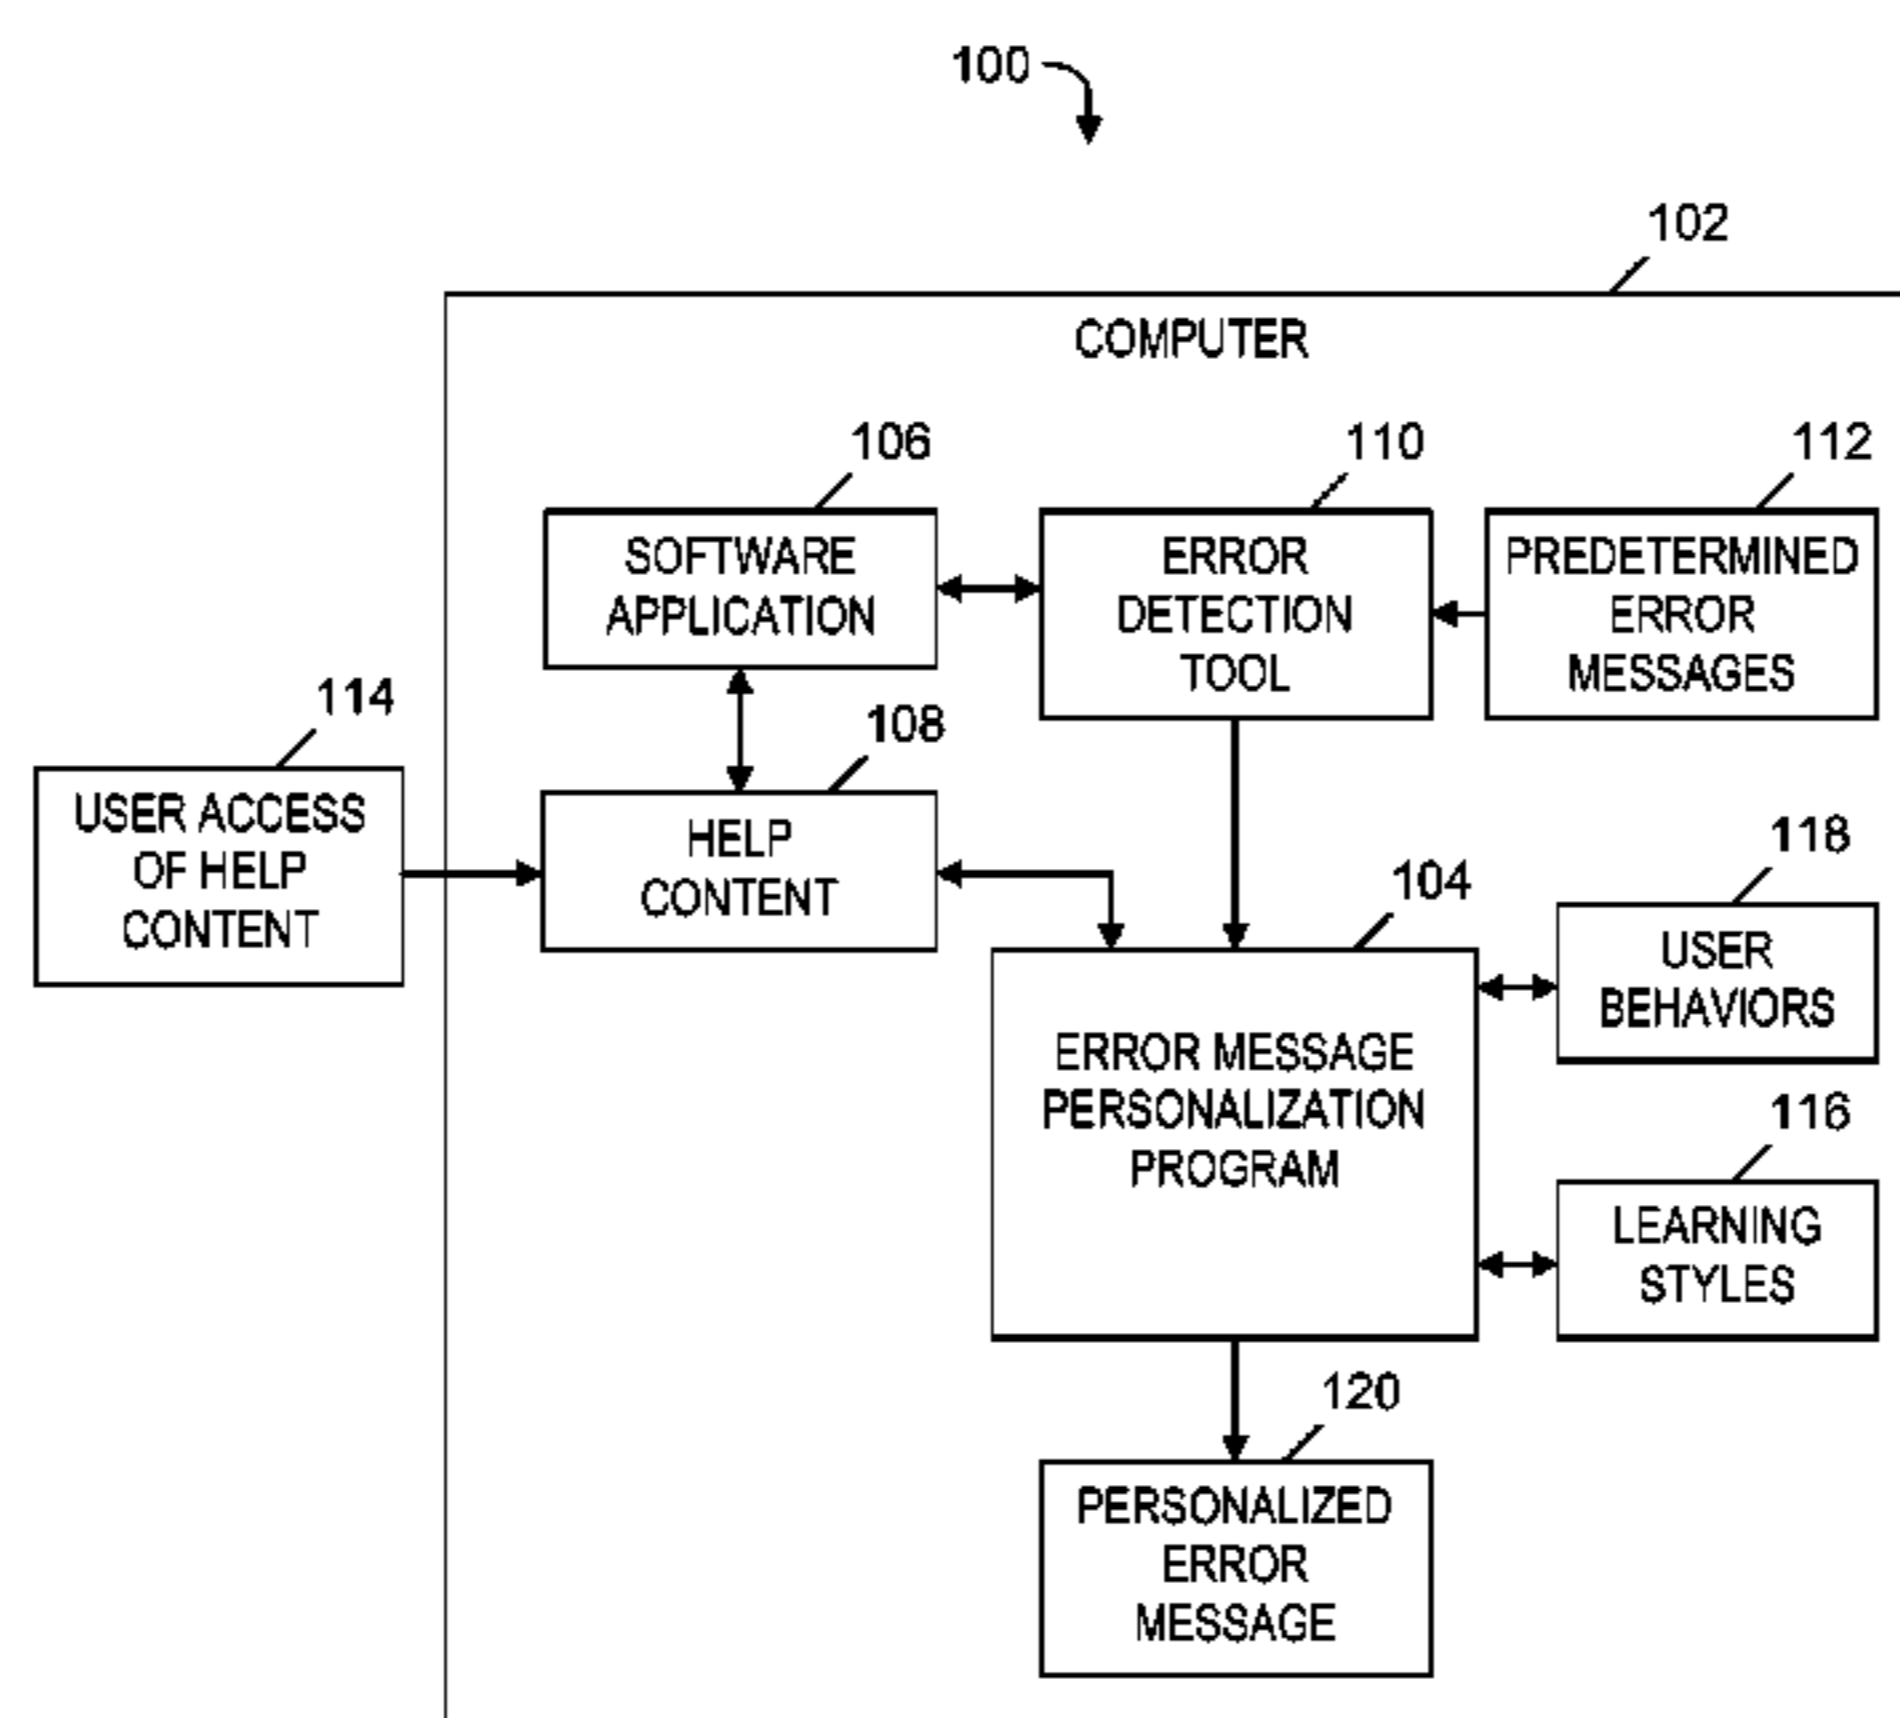 100
102
COMPUTER
106
110
112
SOFTWARE
APPLICATION
ERROR
DETECTION
TOOL
PREDETERMINED
ERROR
MESSAGES
114
108
USER ACCESS
OF HELP
CONTENT
HELP
CONTENT
118
104
USER
BEHAVIORS
ERROR MESSAGE
PERSONALIZATION
PROGRAM
116
LEARNING
STYLES
120
PERSONALIZED
ERROR
MESSAGE